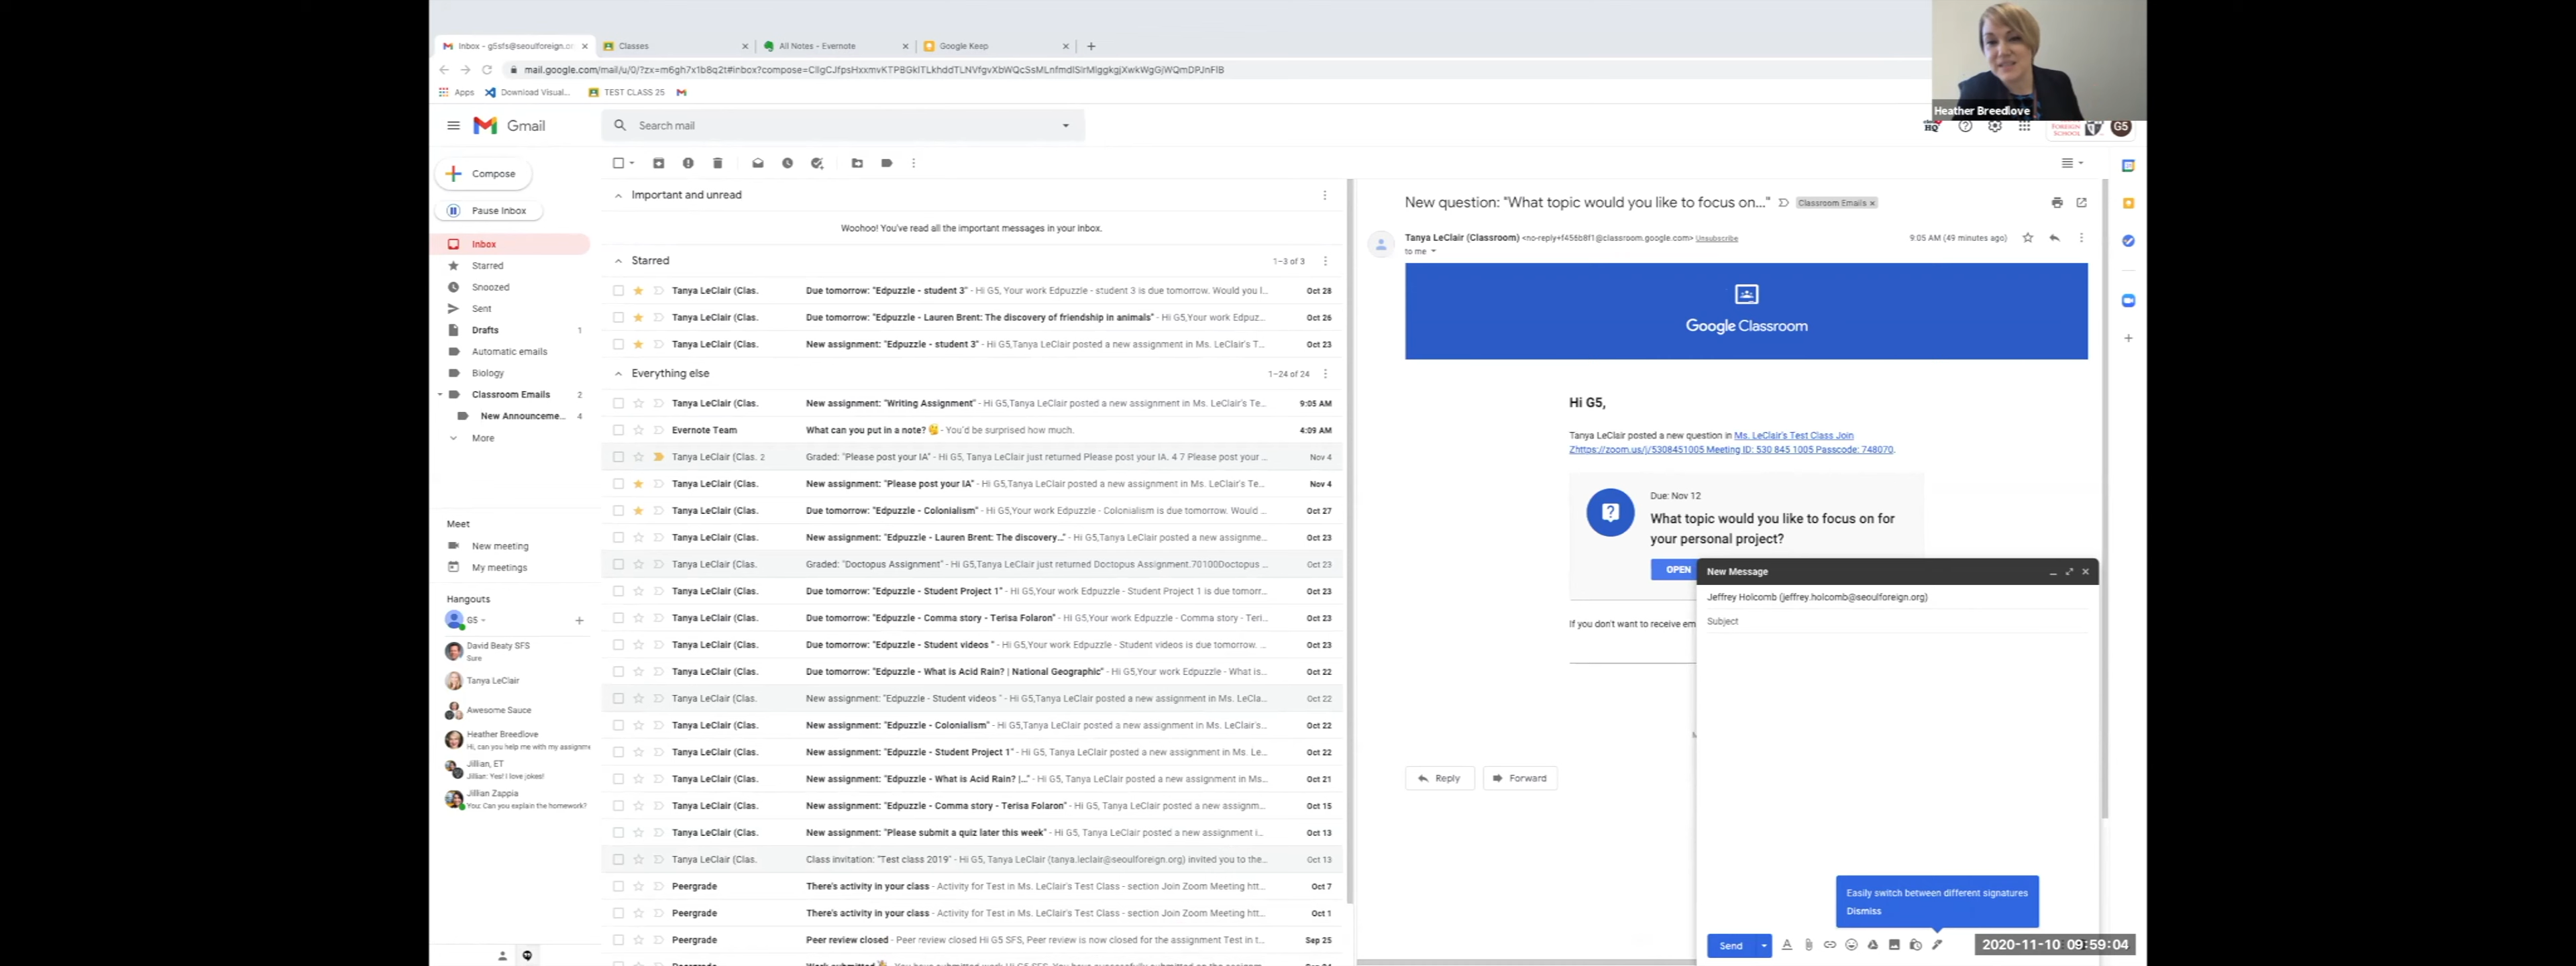 Inbox - g5sfs@seoulforeign.or
Classes
All Notes - Evernote
Google Keep
Apps
Download Visual...
TEST CLASS 25
Heather Breedlove
Gmail
Search mail
HQ
FOREIGN
SCHOOL
G5
Compose
Pause Inbox
Inbox
Starred
Snoozed
Sent
Drafts 1
Automatic emails
Biology
Classroom Emails 2
New Announceme... 4
More
Meet
New meeting
My meetings
Hangouts
G5
David Beaty SFS
Sure
Tanya LeClair
Awesome Sauce
Heather Breedlove
Hi, can you help me with my assignme
Jillian, ET
Jillian: Yes! I love jokes!
Jillian Zappia
You: Can you explain the homework?
Important and unread
Woohoo! You've read all the important messages in your inbox.
Starred 1–3 of 3
Tanya LeClair (Clas. Due tomorrow: "Edpuzzle - student 3" - Hi G5, Your work Edpuzzle - student 3 is due tomorrow. Would you l... Oct 28
Tanya LeClair (Clas. Due tomorrow: "Edpuzzle - Lauren Brent: The discovery of friendship in animals" - Hi G5,Your work Edpuz... Oct 26
Tanya LeClair (Clas. New assignment: "Edpuzzle - student 3" - Hi G5,Tanya LeClair posted a new assignment in Ms. LeClair's T... Oct 23
Everything else 1–24 of 24
Tanya LeClair (Clas. New assignment: "Writing Assignment" - Hi G5,Tanya LeClair posted a new assignment in Ms. LeClair's Te... 9:05 AM
Evernote Team What can you put in a note? 🤔 - You'd be surprised how much. 4:09 AM
Tanya LeClair (Clas. 2 Graded: "Please post your IA" - Hi G5, Tanya LeClair just returned Please post your IA. 4 7 Please post your ... Nov 4
Tanya LeClair (Clas. New assignment: "Please post your IA" - Hi G5,Tanya LeClair posted a new assignment in Ms. LeClair's Te... Nov 4
Tanya LeClair (Clas. Due tomorrow: "Edpuzzle - Colonialism" - Hi G5,Your work Edpuzzle - Colonialism is due tomorrow. Would ... Oct 27
Tanya LeClair (Clas. New assignment: "Edpuzzle - Lauren Brent: The discovery..." - Hi G5,Tanya LeClair posted a new assignme... Oct 23
Tanya LeClair (Clas. Graded: "Doctopus Assignment" - Hi G5,Tanya LeClair just returned Doctopus Assignment.70100Doctopus ... Oct 23
Tanya LeClair (Clas. Due tomorrow: "Edpuzzle - Student Project 1" - Hi G5,Your work Edpuzzle - Student Project 1 is due tomorr... Oct 23
Tanya LeClair (Clas. Due tomorrow: "Edpuzzle - Comma story - Terisa Folaron" - Hi G5,Your work Edpuzzle - Comma story - Teri... Oct 23
Tanya LeClair (Clas. Due tomorrow: "Edpuzzle - Student videos " - Hi G5,Your work Edpuzzle - Student videos is due tomorrow. ... Oct 23
Tanya LeClair (Clas. Due tomorrow: "Edpuzzle - What is Acid Rain? | National Geographic" - Hi G5,Your work Edpuzzle - What is... Oct 22
Tanya LeClair (Clas. New assignment: "Edpuzzle - Student videos " - Hi G5,Tanya LeClair posted a new assignment in Ms. LeCla... Oct 22
Tanya LeClair (Clas. New assignment: "Edpuzzle - Colonialism" - Hi G5,Tanya LeClair posted a new assignment in Ms. LeClair's... Oct 22
Tanya LeClair (Clas. New assignment: "Edpuzzle - Student Project 1" - Hi G5, Tanya LeClair posted a new assignment in Ms. Le... Oct 22
Tanya LeClair (Clas. New assignment: "Edpuzzle - What is Acid Rain? |..." - Hi G5, Tanya LeClair posted a new assignment in Ms... Oct 21
Tanya LeClair (Clas. New assignment: "Edpuzzle - Comma story - Terisa Folaron" - Hi G5, Tanya LeClair posted a new assignm... Oct 15
Tanya LeClair (Clas. New assignment: "Please submit a quiz later this week" - Hi G5, Tanya LeClair posted a new assignment i... Oct 13
Tanya LeClair (Clas. Class invitation: "Test class 2019" - Hi G5, Tanya LeClair (tanya.leclair@seoulforeign.org) invited you to the... Oct 13
Peergrade There's activity in your class - Activity for Test in Ms. LeClair's Test Class - section Join Zoom Meeting htt... Oct 7
Peergrade There's activity in your class - Activity for Test in Ms. LeClair's Test Class - section Join Zoom Meeting htt... Oct 1
Peergrade Peer review closed - Peer review closed Hi G5 SFS, Peer review is now closed for the assignment Test in t... Sep 25
New question: "What topic would you like to focus on..." Classroom Emails x
Tanya LeClair (Classroom) <no-reply+f456b8f1@classroom.google.com> Unsubscribe 9:05 AM (49 minutes ago)
to me
Google Classroom
Hi G5,
Tanya LeClair posted a new question in Ms. LeClair's Test Class Join
Zhttps://zoom.us/j/5308451005 Meeting ID: 530 845 1005 Passcode: 748070.
Due: Nov 12
What topic would you like to focus on for
your personal project?
OPEN
If you don't want to receive em
Reply
Forward
New Message
Jeffrey Holcomb (jeffrey.holcomb@seoulforeign.org)
Subject
Easily switch between different signatures
Dismiss
Send
2020-11-10 09:59:04